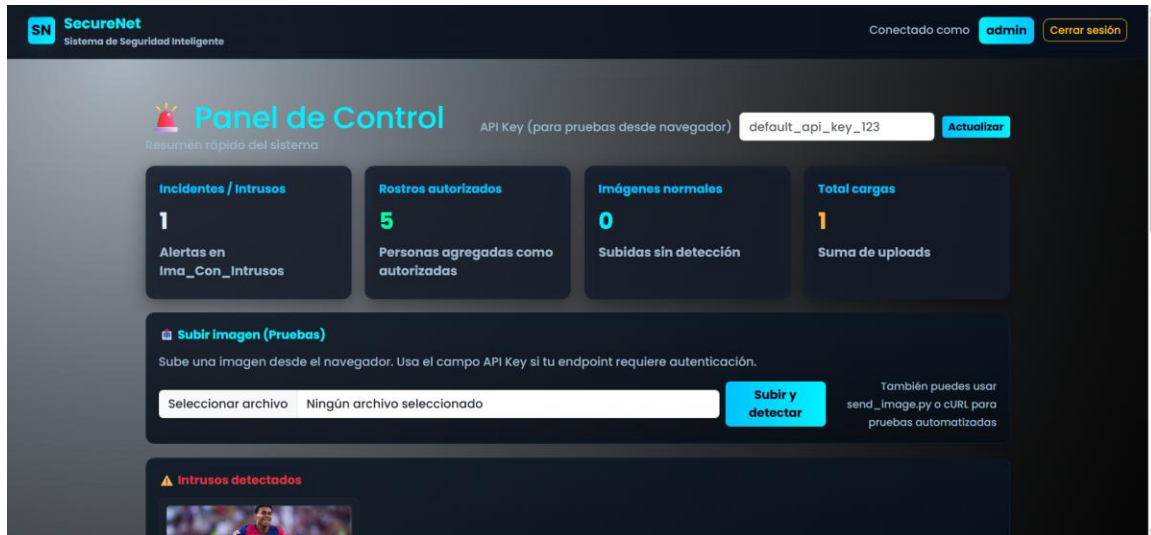 SN
SecureNet
Sistema de Seguridad Inteligente
Conectado como admin Cerrar sesión
Panel de Control
Resumen rápido del sistema
API Key (para pruebas desde navegador) default_api_key_123 Actualizar
Incidentes / Intrusos
1
Alertas en
Ima_Con_Intrusos
Rostros autorizados
5
Personas agregadas como
autorizadas
Imágenes normales
0
Subidas sin detección
Total cargas
1
Suma de uploads
Subir imagen (Pruebas)
Sube una imagen desde el navegador. Usa el campo API Key si tu endpoint requiere autenticación.
Seleccionar archivo Ningún archivo seleccionado
Subir y
detectar
También puedes usar
send_image.py o cURL para
pruebas automatizadas
Intrusos detectados